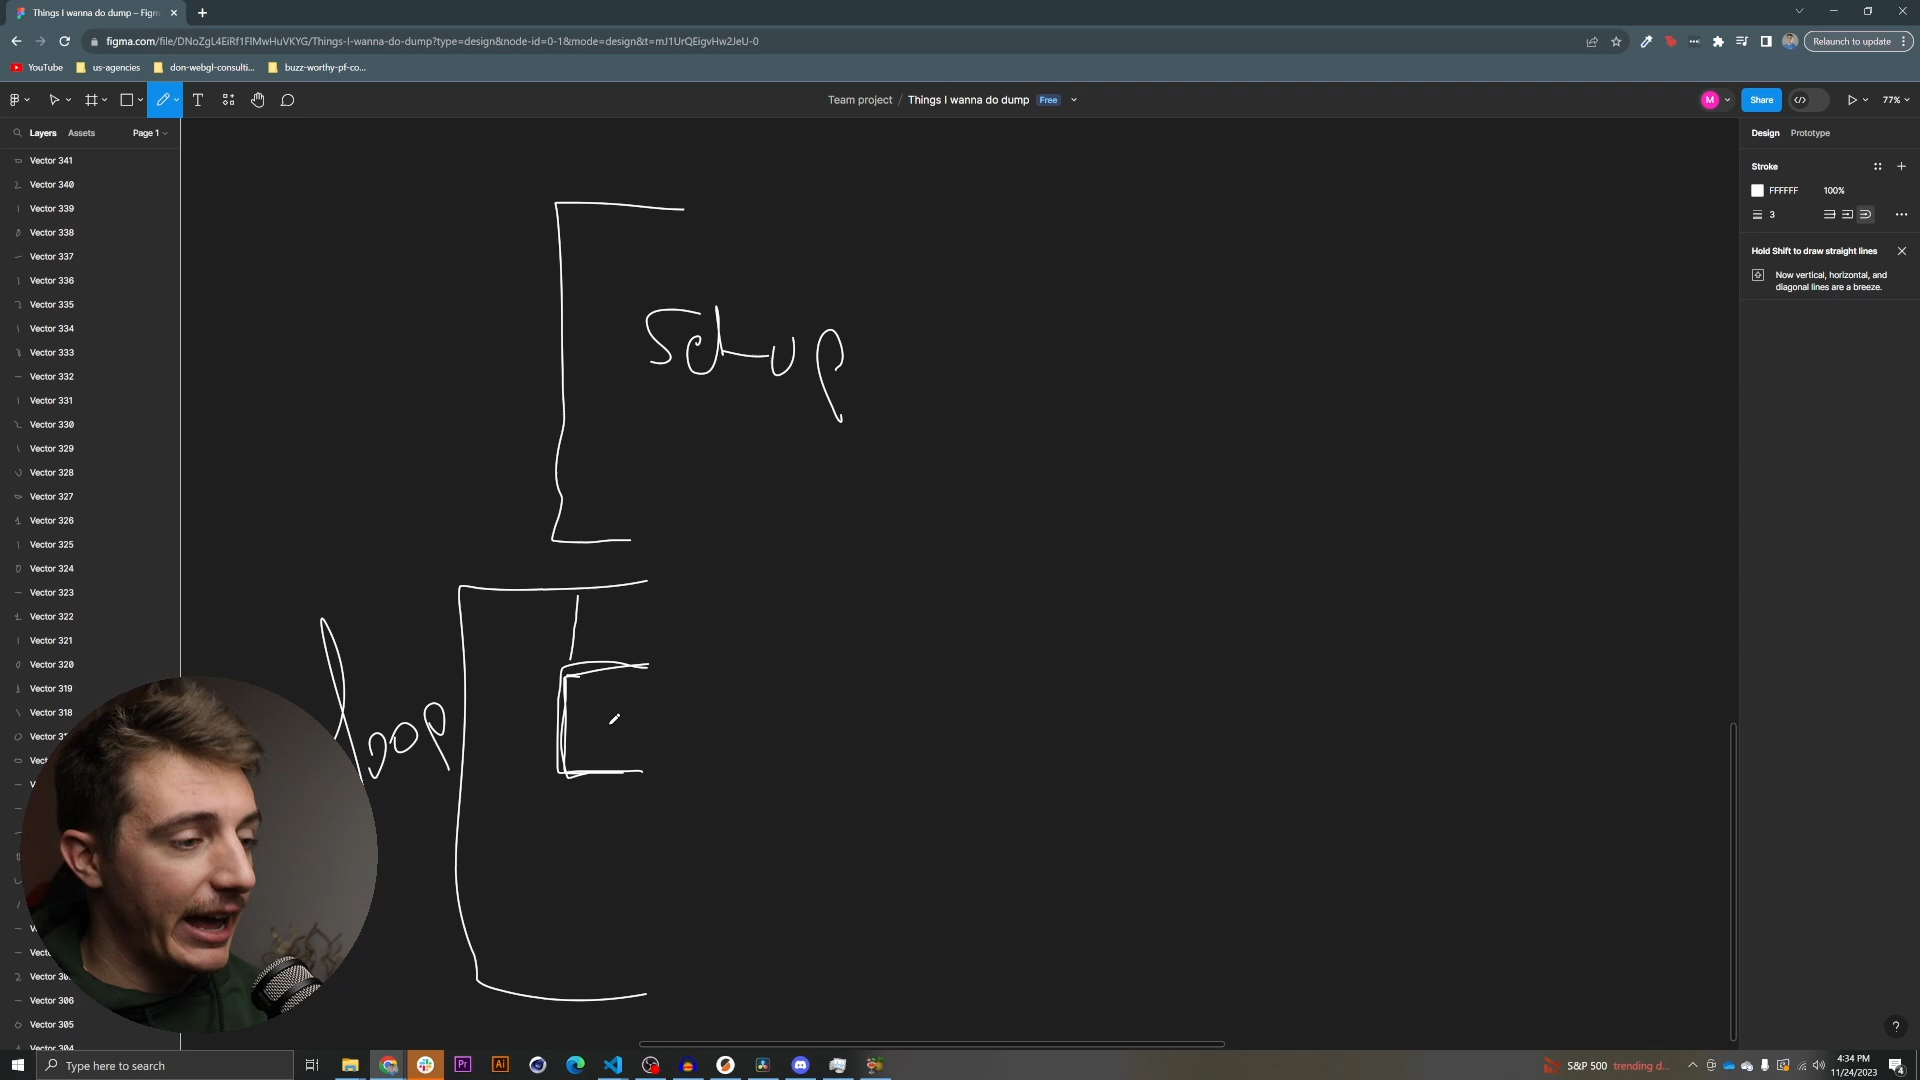 Things I wanna do dump – Figm
figma.com/file/DNoZgL4EiRf1FlMwHuVKYG/Things-I-wanna-do-dump?type=design&node-id=0-1&mode=design&t=mJ1UrQEigvHw2JeU-0
Relaunch to update
YouTube us-agencies don-webgl-consulti... buzz-worthy-pf-co...
Team project / Things I wanna do dump Free
M Share 77%
Layers Assets Page 1
Design Prototype
Vector 341
Vector 340
Vector 339
Vector 338
Vector 337
Vector 336
Vector 335
Vector 334
Vector 333
Vector 332
Vector 331
Vector 330
Vector 329
Vector 328
Vector 327
Vector 326
Vector 325
Vector 324
Vector 323
Vector 322
Vector 321
Vector 320
Vector 319
Vector 318
Vector 306
Vector 305
Vector 304
Stroke
FFFFFF 100%
3
Hold Shift to draw straight lines
Now vertical, horizontal, and
diagonal lines are a breeze.
Setup
loop
?
Type here to search
Pr Ai
S&P 500 trending d...
4:34 PM
11/24/2023
4